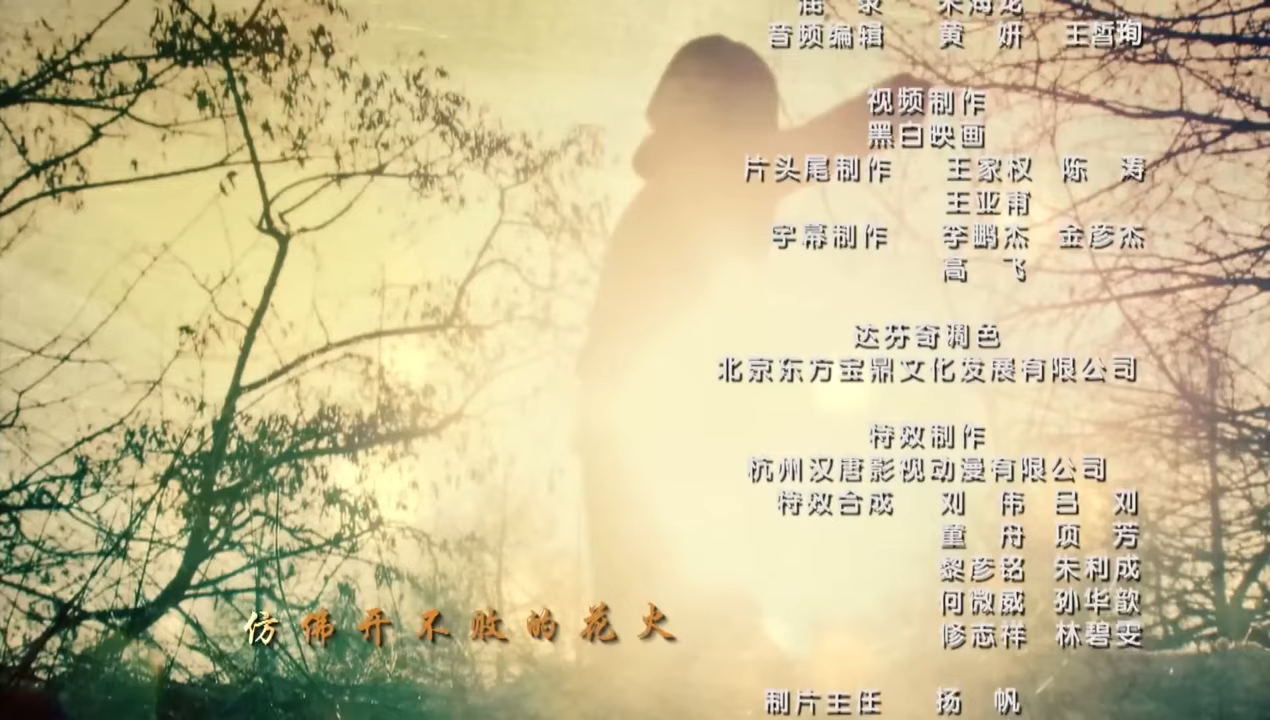 混 录 宋海龙
音频编辑 黄 妍 王皙珣
视频制作
黑白映画
片头尾制作 王家权 陈 涛
王亚甫
字幕制作 李鹏杰 金彦杰
高 飞
达芬奇调色
北京东方宝鼎文化发展有限公司
特效制作
杭州汉唐影视动漫有限公司
特效合成 刘 伟 吕 刘
童 舟 项 芳
黎彦铭 朱利成
何微威 孙华歆
修志祥 林碧雯
仿佛开不败的花火
制片主任 扬 帆